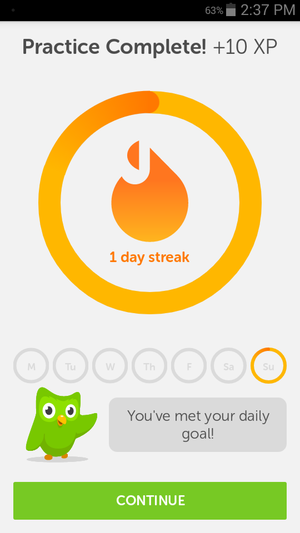 63% 2:37 PM
Practice Complete! +10 XP
1 day streak
M Tu W Th F Sa Su
You've met your daily
goal!
CONTINUE